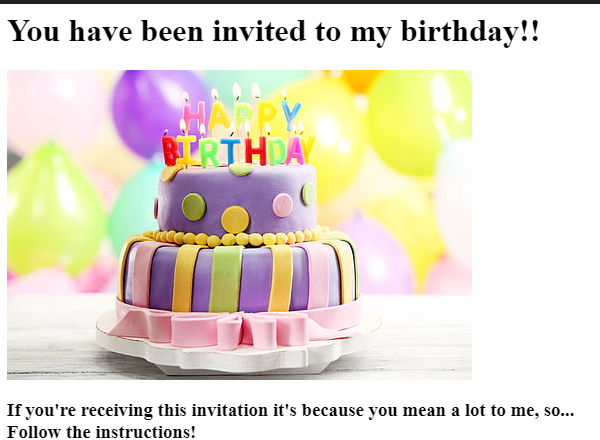 You have been invited to my birthday!!
HAPPY
BIRTHDAY
If you're receiving this invitation it's because you mean a lot to me, so...
Follow the instructions!